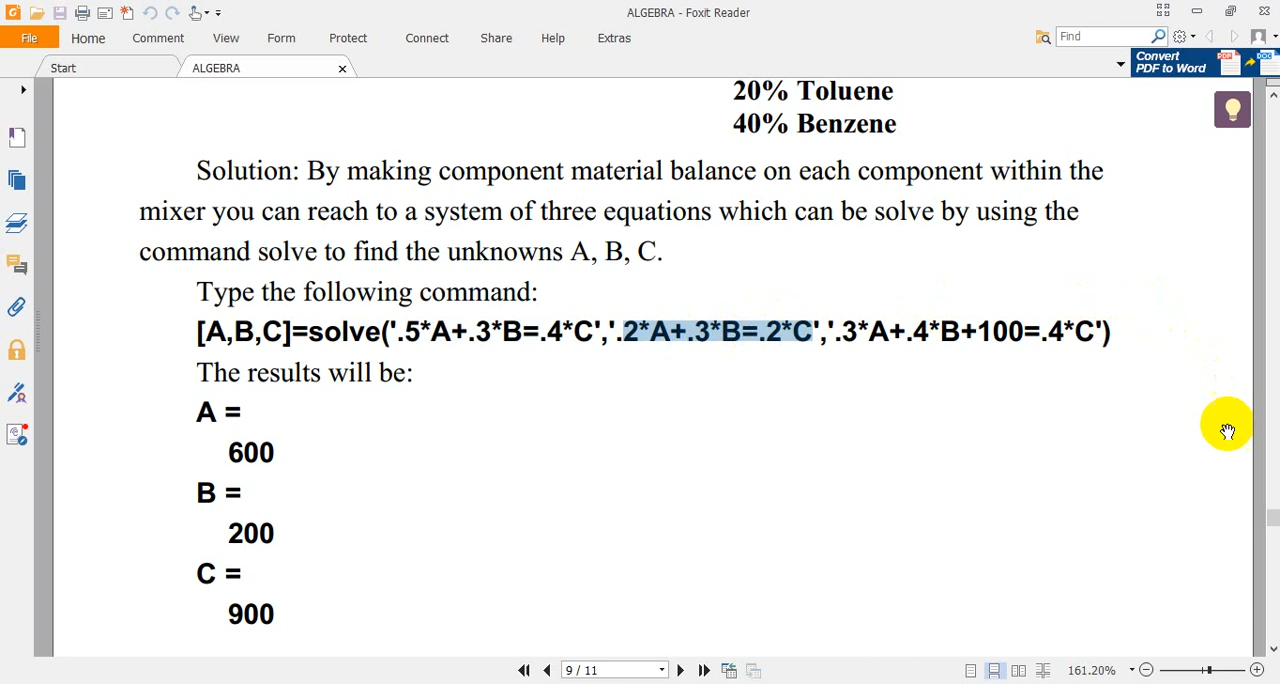 ALGEBRA - Foxit Reader
File Home Comment View Form Protect Connect Share Help Extras Find
Start ALGEBRA
Convert
PDF to Word
20% Toluene
40% Benzene
Solution: By making component material balance on each component within the
mixer you can reach to a system of three equations which can be solve by using the
command solve to find the unknowns A, B, C.
Type the following command:
[A,B,C]=solve('.5*A+.3*B=.4*C','.2*A+.3*B=.2*C','.3*A+.4*B+100=.4*C')
The results will be:
A =
600
B =
200
C =
900
9 / 11
161.20%